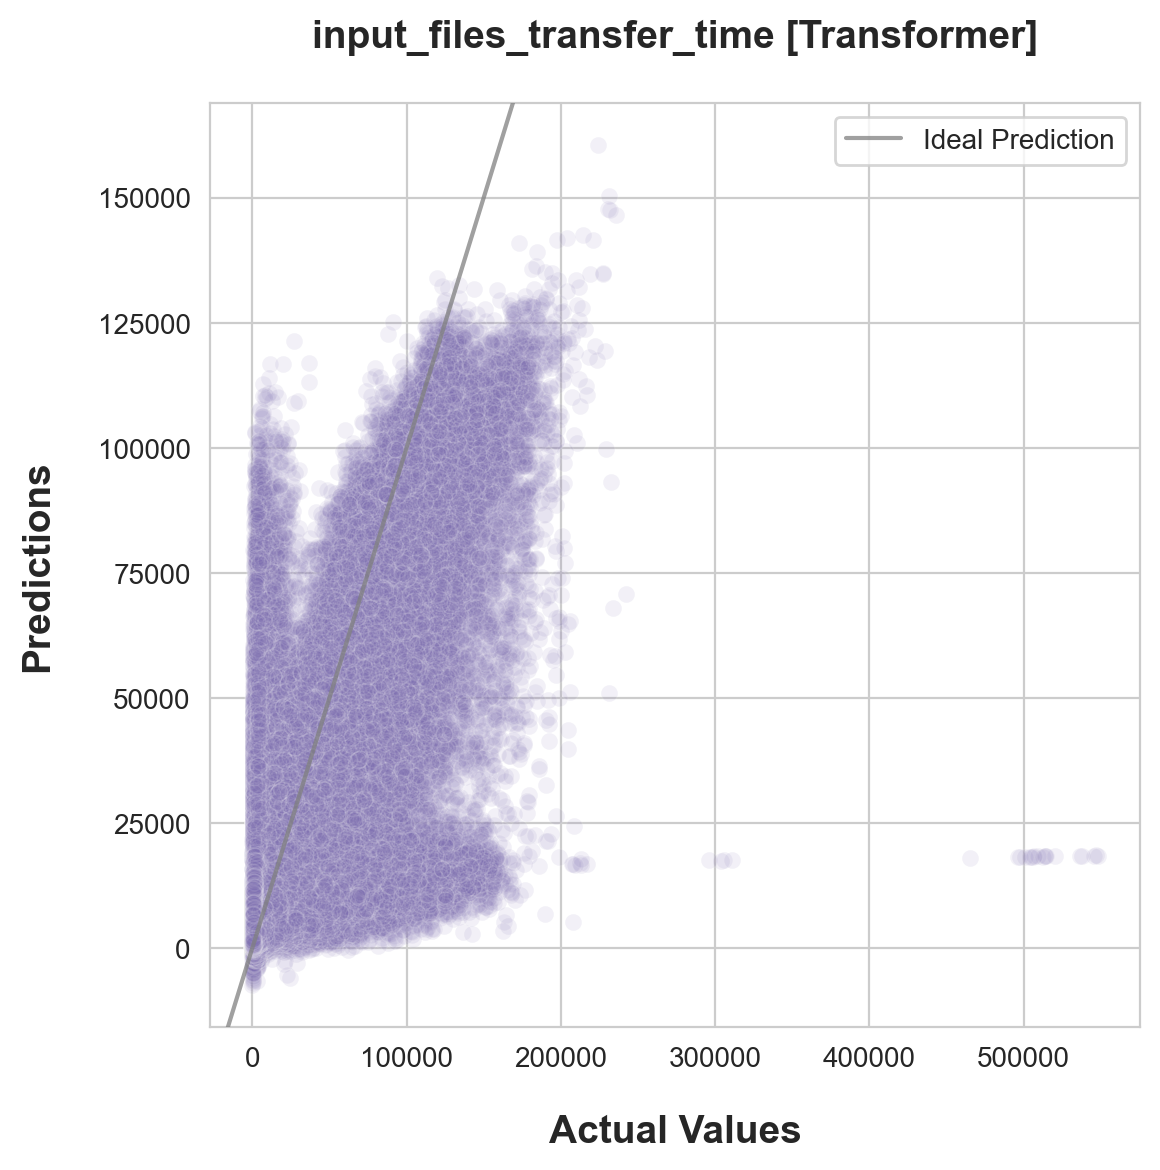 input_files_transfer_time [Transformer]
Ideal Prediction
150000
125000
100000
75000
50000
25000
0
Predictions
0 100000 200000 300000 400000 500000
Actual Values